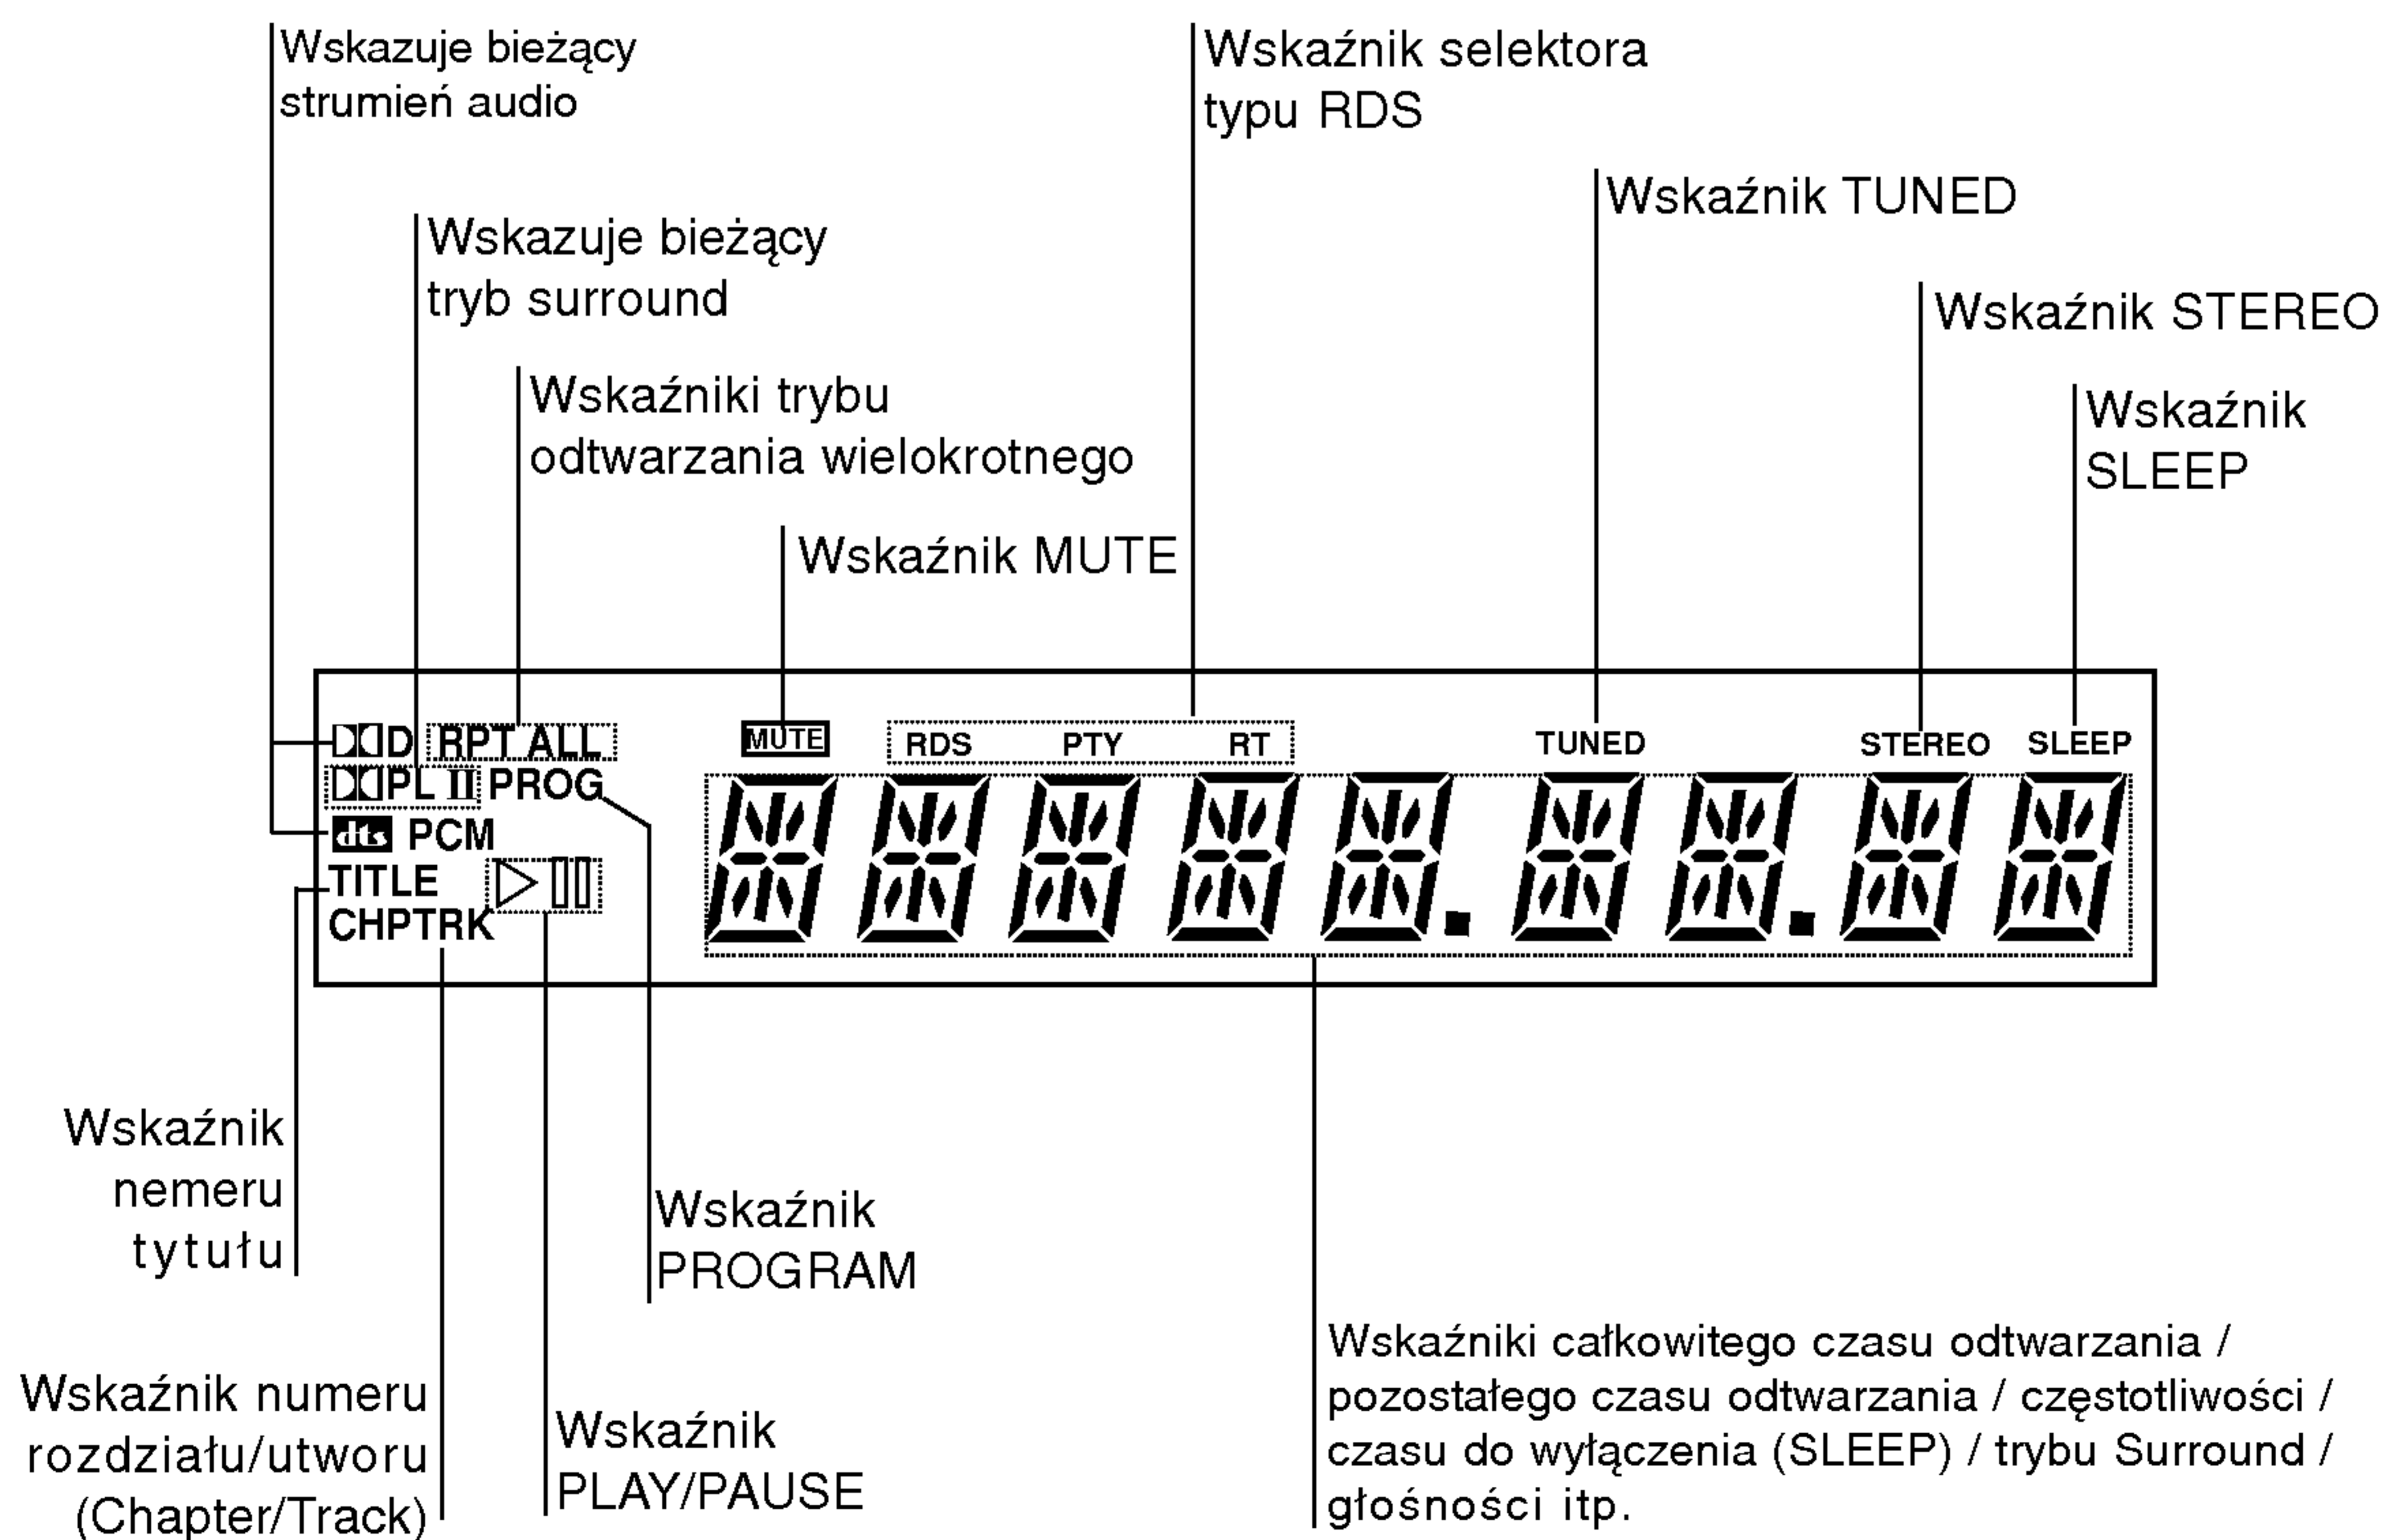 Wskazuje bieżący
strumień audio
Wskaźnik selektora
typu RDS
Wskaźnik TUNED
Wskazuje bieżący
tryb surround
Wskaźnik STEREO
Wskaźniki trybu
odtwarzania wielokrotnego
Wskaźnik
SLEEP
Wskaźnik MUTE
D RPT ALL
MUTE
RDS PTY RT
TUNED
STEREO
SLEEP
PL II PROG
dts PCM
TITLE
CHPTRK
Wskaźnik
nemeru
tytułu
Wskaźnik
PROGRAM
Wskaźnik numeru
rozdziału/utworu
(Chapter/Track)
Wskaźnik
PLAY/PAUSE
Wskaźniki całkowitego czasu odtwarzania /
pozostałego czasu odtwarzania / częstotliwości /
czasu do wyłączenia (SLEEP) / trybu Surround /
głośności itp.